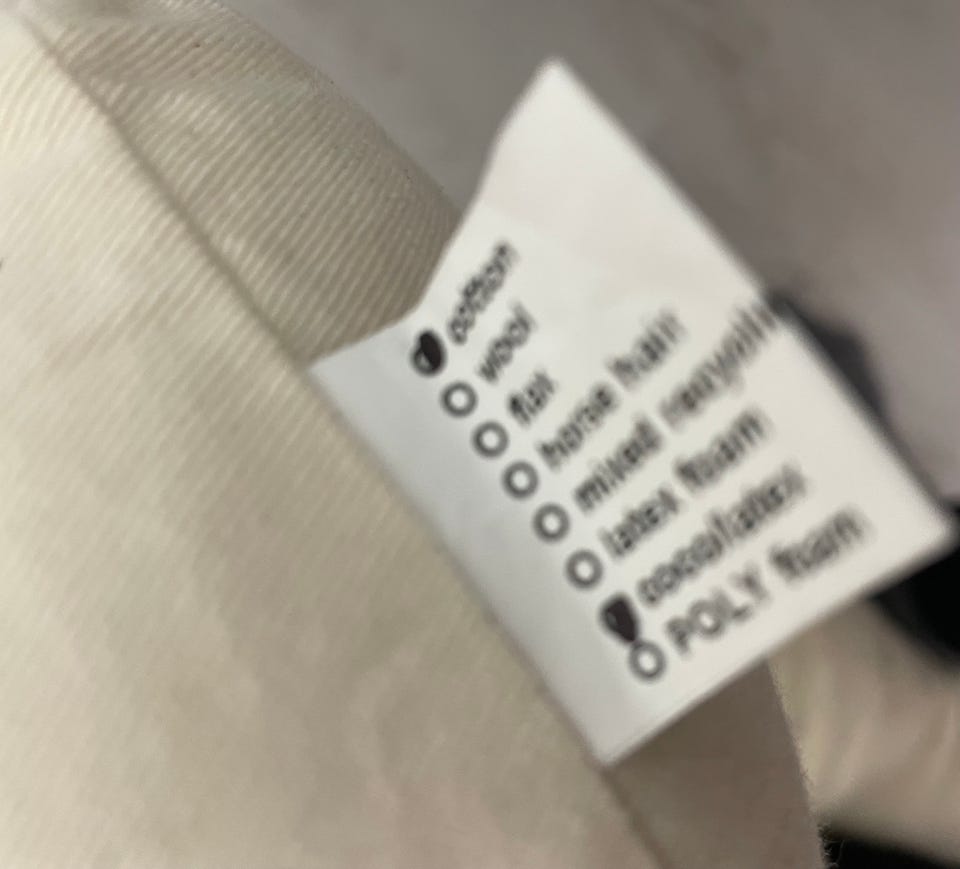 cotton
wool
flax
horse hair
mixed
latex foam
coco/latex
POLY foam